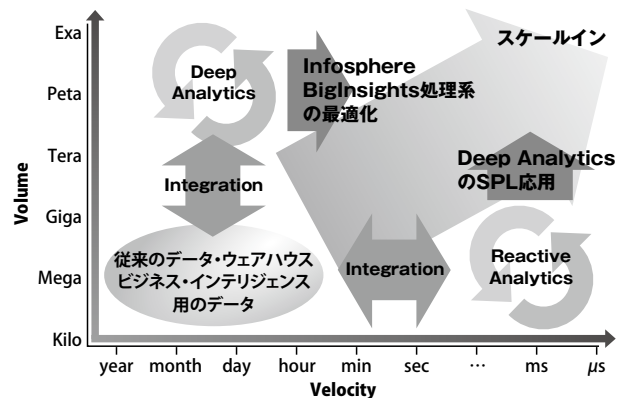 Exa
Peta
Tera
Giga
Mega
Kilo
Volume
Deep
Analytics
Infosphere
BigInsights処理系
の最適化
スケールイン
Integration
Deep Analytics
のSPL応用
従来のデータ・ウェアハウス
ビジネス・インテリジェンス
用のデータ
Integration
Reactive
Analytics
year month day hour min sec … ms μs
Velocity